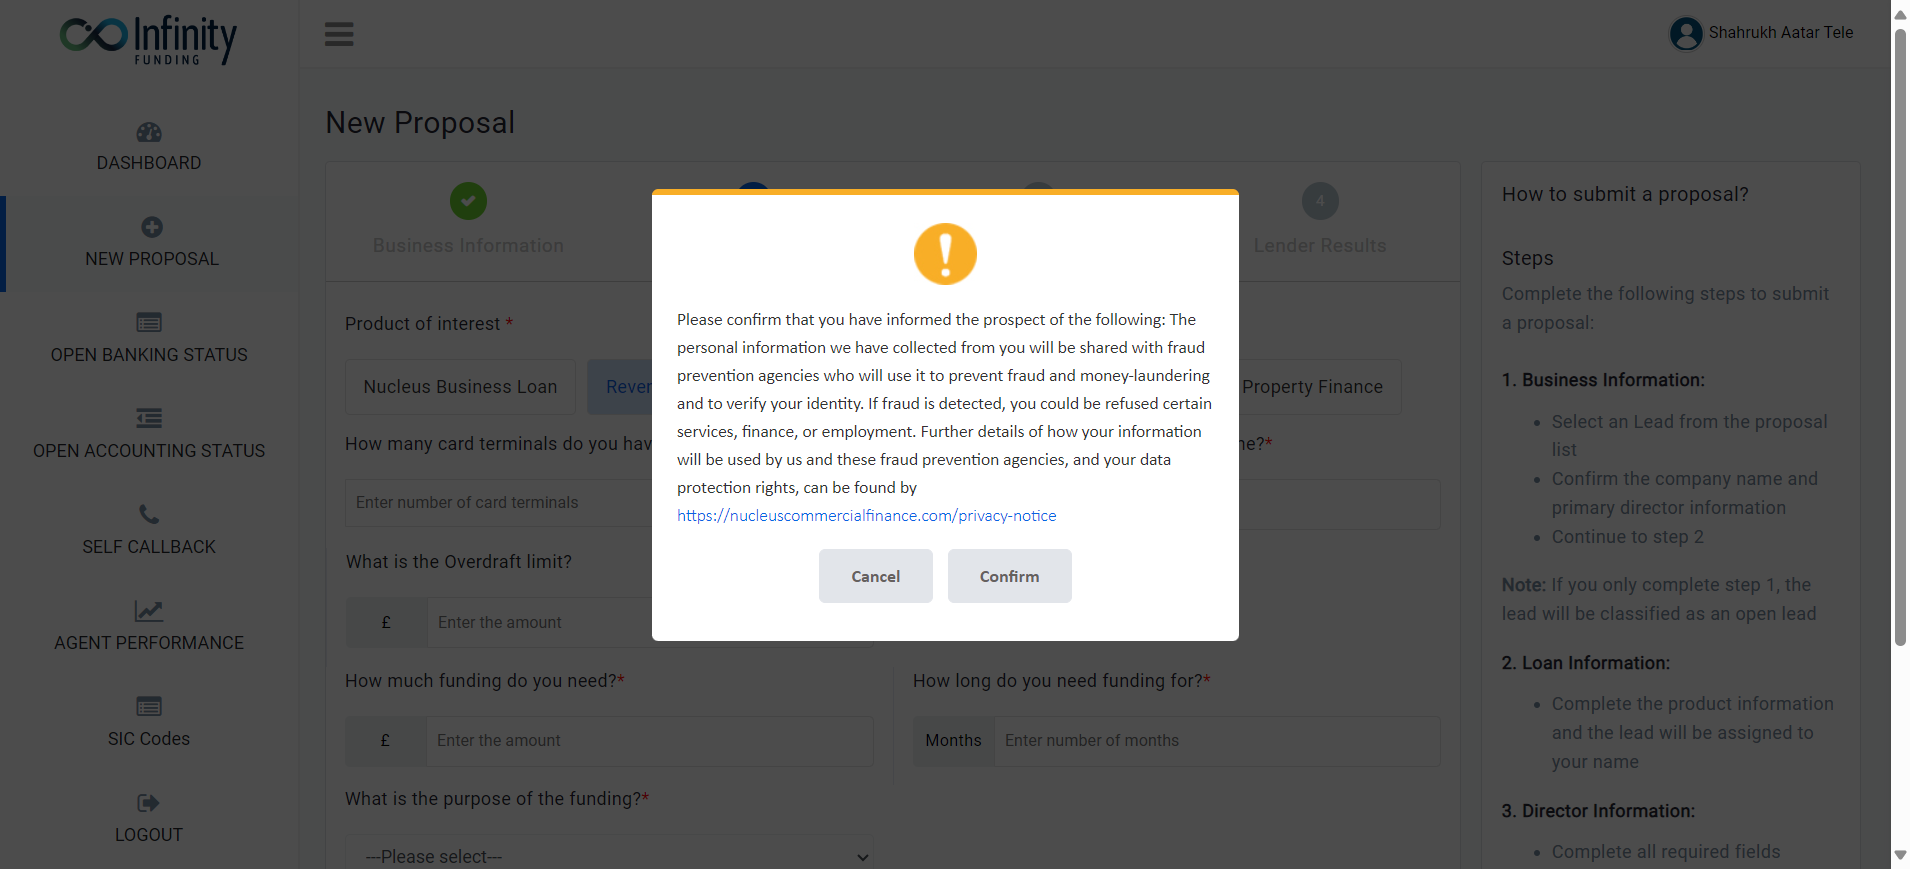 Infinity
FUNDING
Shahrukh Aatar Tele
DASHBOARD
NEW PROPOSAL
OPEN BANKING STATUS
OPEN ACCOUNTING STATUS
SELF CALLBACK
AGENT PERFORMANCE
SIC Codes
LOGOUT
New Proposal
Business Information
4
Lender Results
Product of interest *
Nucleus Business Loan
Property Finance
How many card terminals do you
Enter number of card terminals
What is the Overdraft limit?
£
Enter the amount
How much funding do you need?*
£
Enter the amount
How long do you need funding for?*
Months
Enter number of months
What is the purpose of the funding?*
---Please select---
Please confirm that you have informed the prospect of the following: The
personal information we have collected from you will be shared with fraud
prevention agencies who will use it to prevent fraud and money-laundering
and to verify your identity. If fraud is detected, you could be refused certain
services, finance, or employment. Further details of how your information
will be used by us and these fraud prevention agencies, and your data
protection rights, can be found by
https://nucleuscommercialfinance.com/privacy-notice
Cancel
Confirm
How to submit a proposal?
Steps
Complete the following steps to submit
a proposal:
1. Business Information:
• Select an Lead from the proposal
list
• Confirm the company name and
primary director information
• Continue to step 2
Note: If you only complete step 1, the
lead will be classified as an open lead
2. Loan Information:
• Complete the product information
and the lead will be assigned to
your name
3. Director Information:
• Complete all required fields